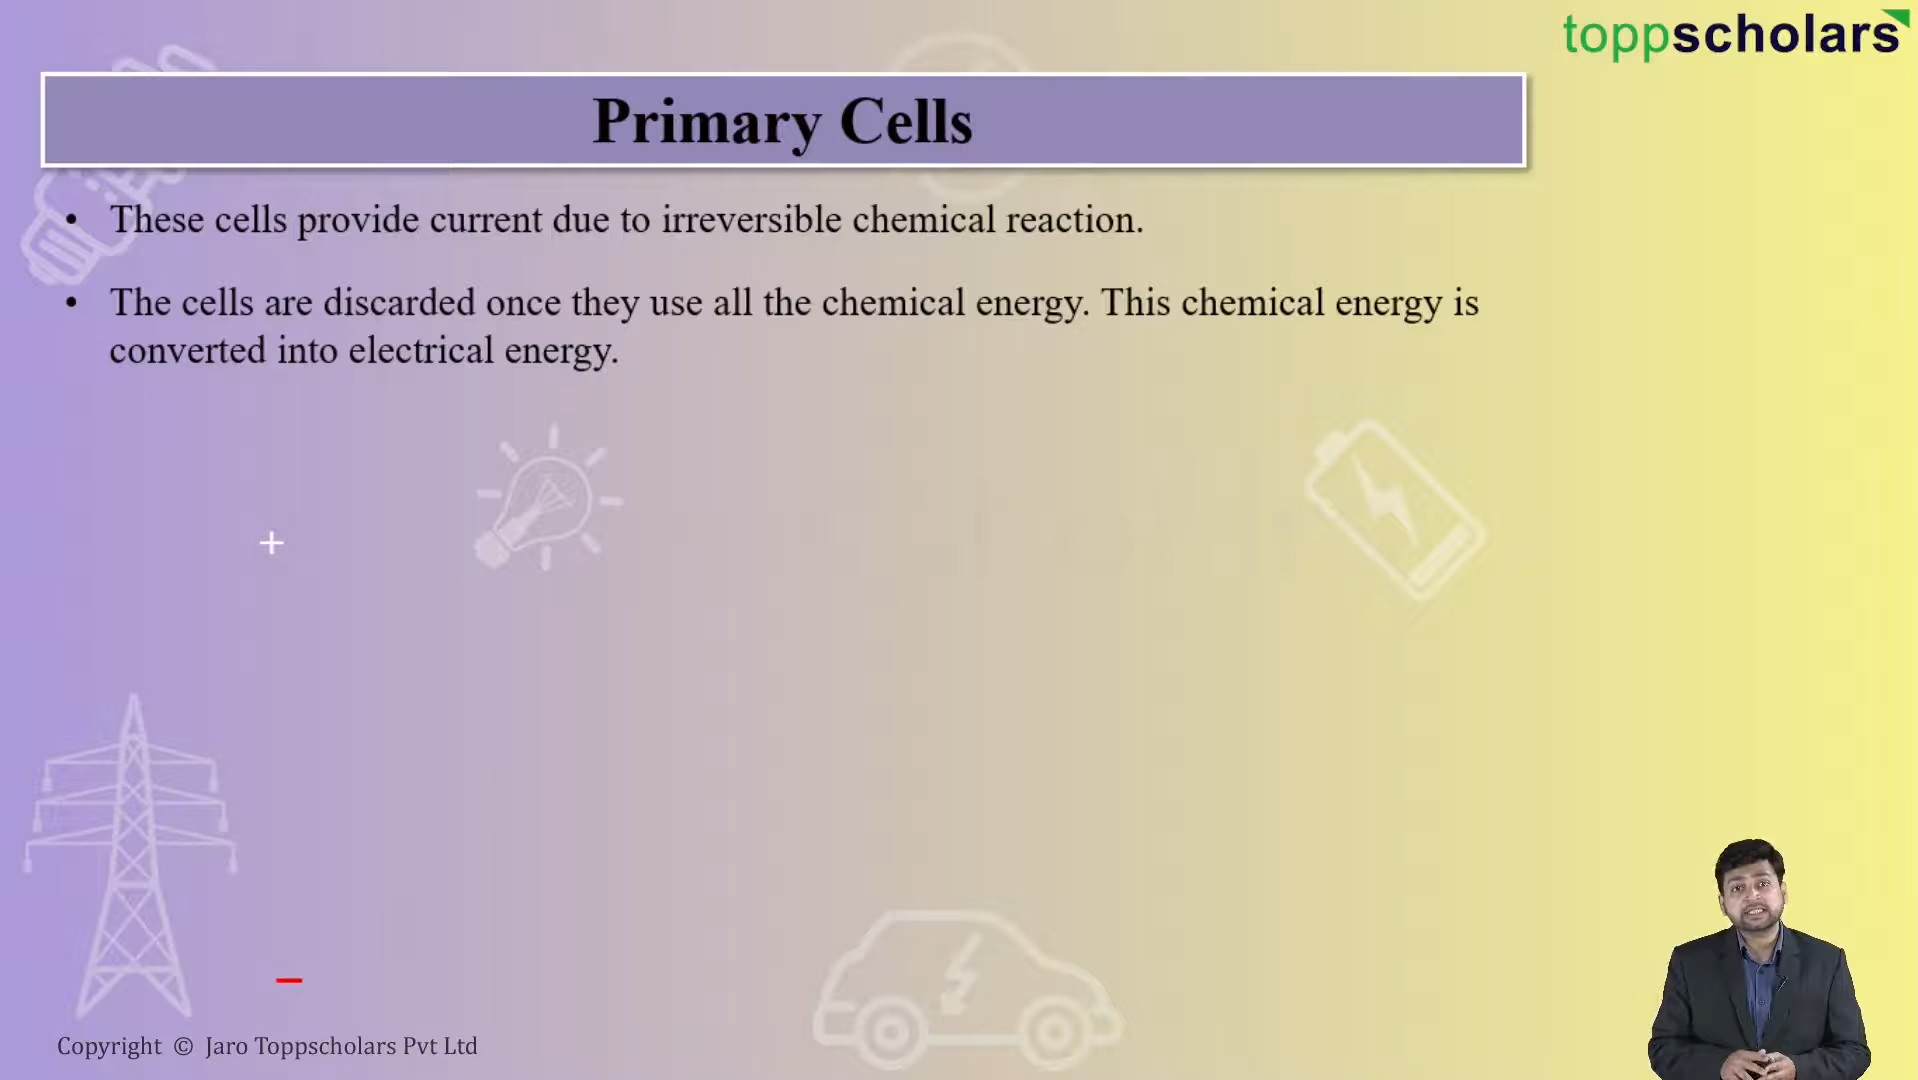 toppscholars
Primary Cells
• These cells provide current due to irreversible chemical reaction.
• The cells are discarded once they use all the chemical energy. This chemical energy is
converted into electrical energy.
+
–
Copyright © Jaro Toppscholars Pvt Ltd